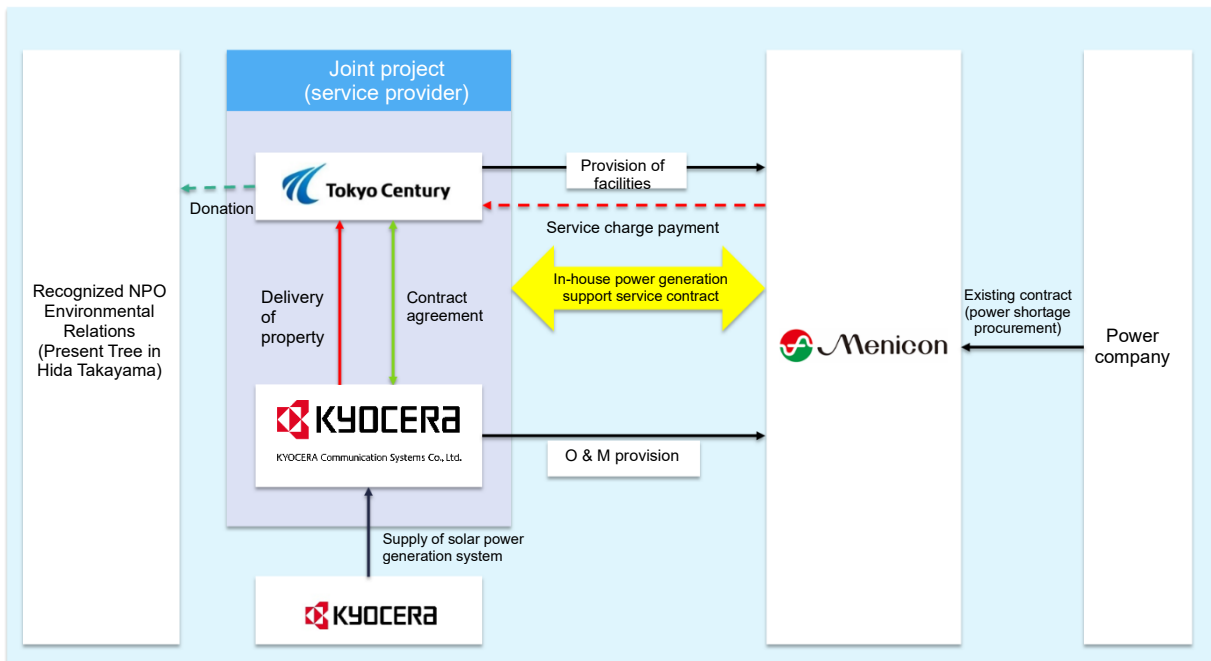 Joint project
(service provider)
Tokyo Century
Provision of
facilities
Donation
Service charge payment
In-house power generation
support service contract
Delivery
of
property
Contract
agreement
Recognized NPO
Environmental
Relations
(Present Tree in
Hida Takayama)
Existing contract
(power shortage
procurement)
Menicon
Power
company
KYOCERA
KYOCERA Communication Systems Co., Ltd.
O & M provision
Supply of solar power
generation system
KYOCERA